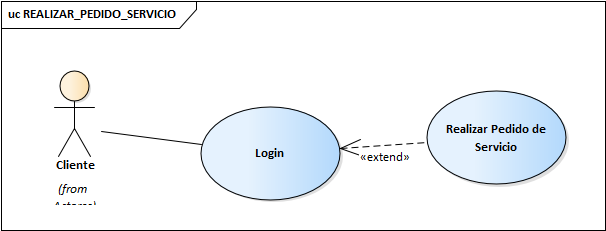 uc REALIZAR_PEDIDO_SERVICIO
Cliente
(from
Login
«extend»
Realizar Pedido de
Servicio